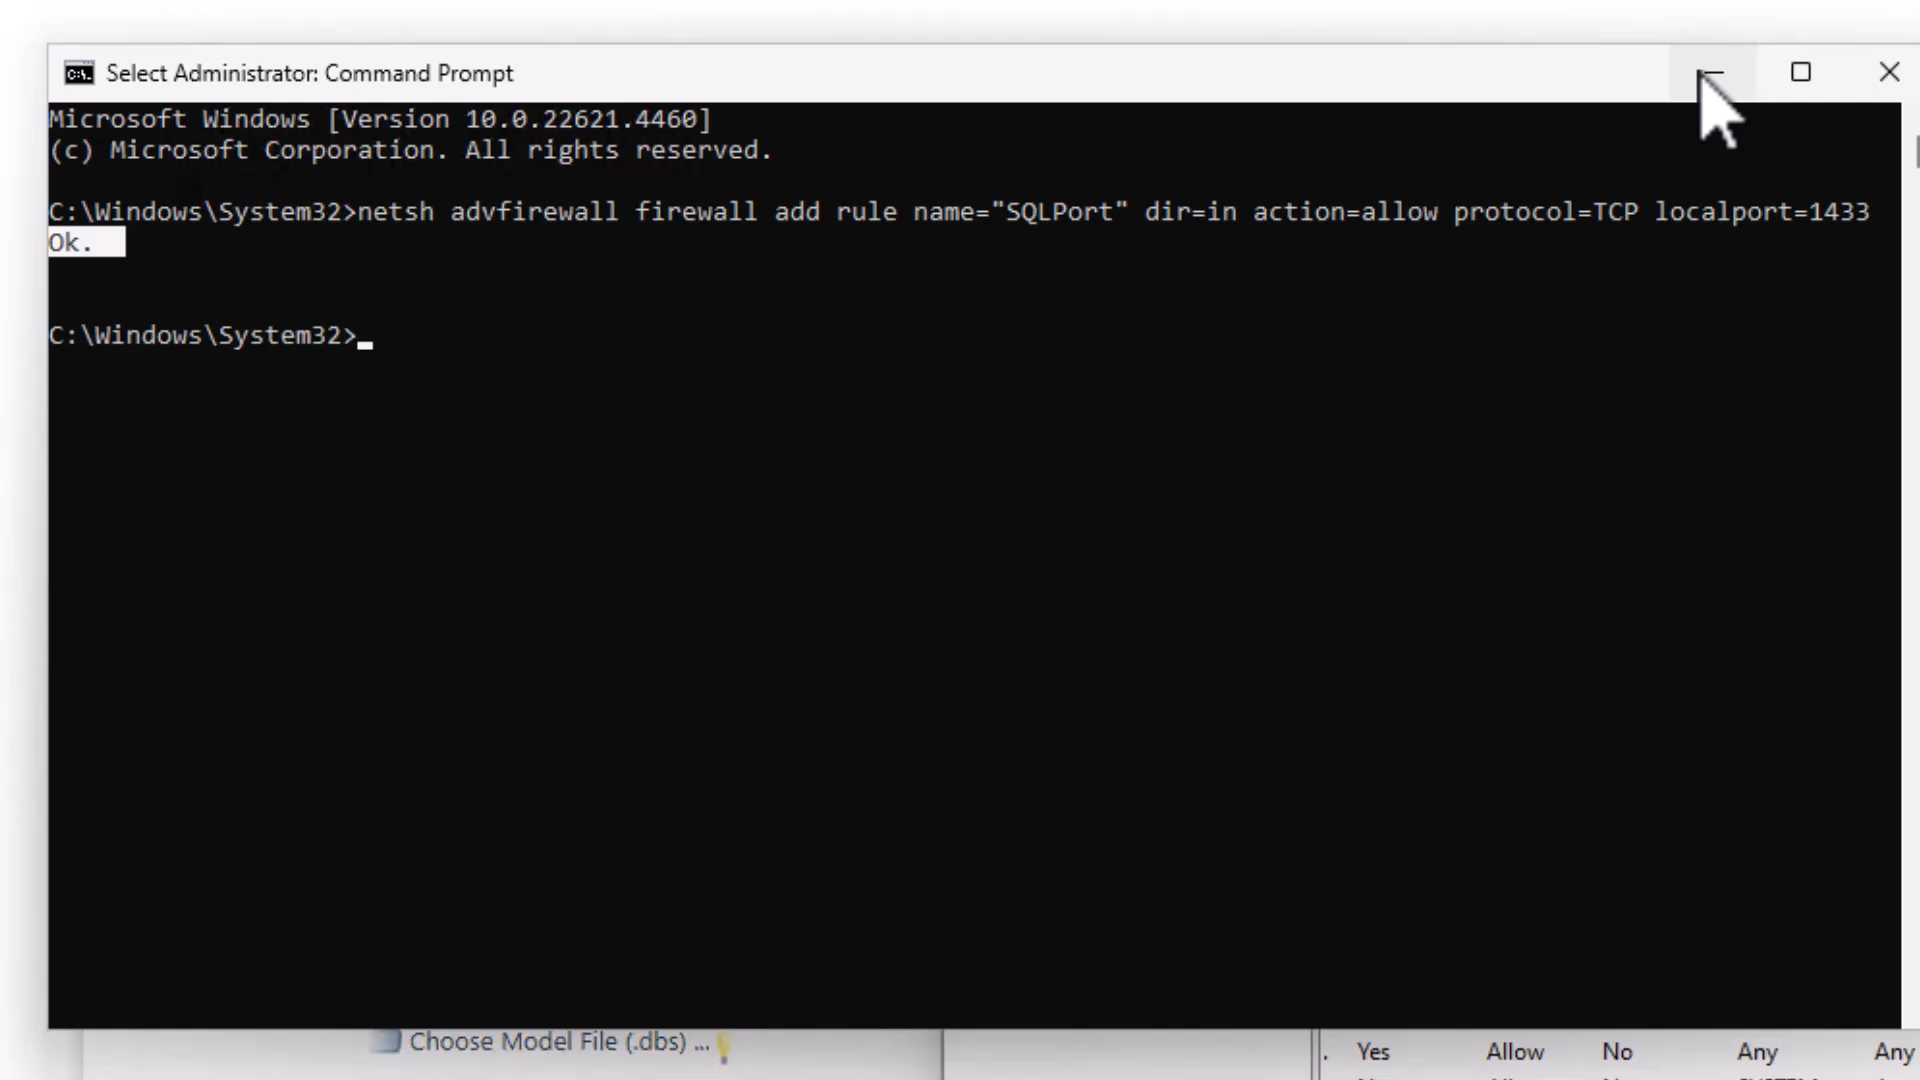 Select Administrator: Command Prompt
Microsoft Windows [Version 10.0.22621.4460]
(c) Microsoft Corporation. All rights reserved.
C:\Windows\System32>netsh advfirewall firewall add rule name="SQLPort" dir=in action=allow protocol=TCP localport=1433
Ok.
C:\Windows\System32>
Choose Model File (.dbs) ...
. Yes Allow No Any Any